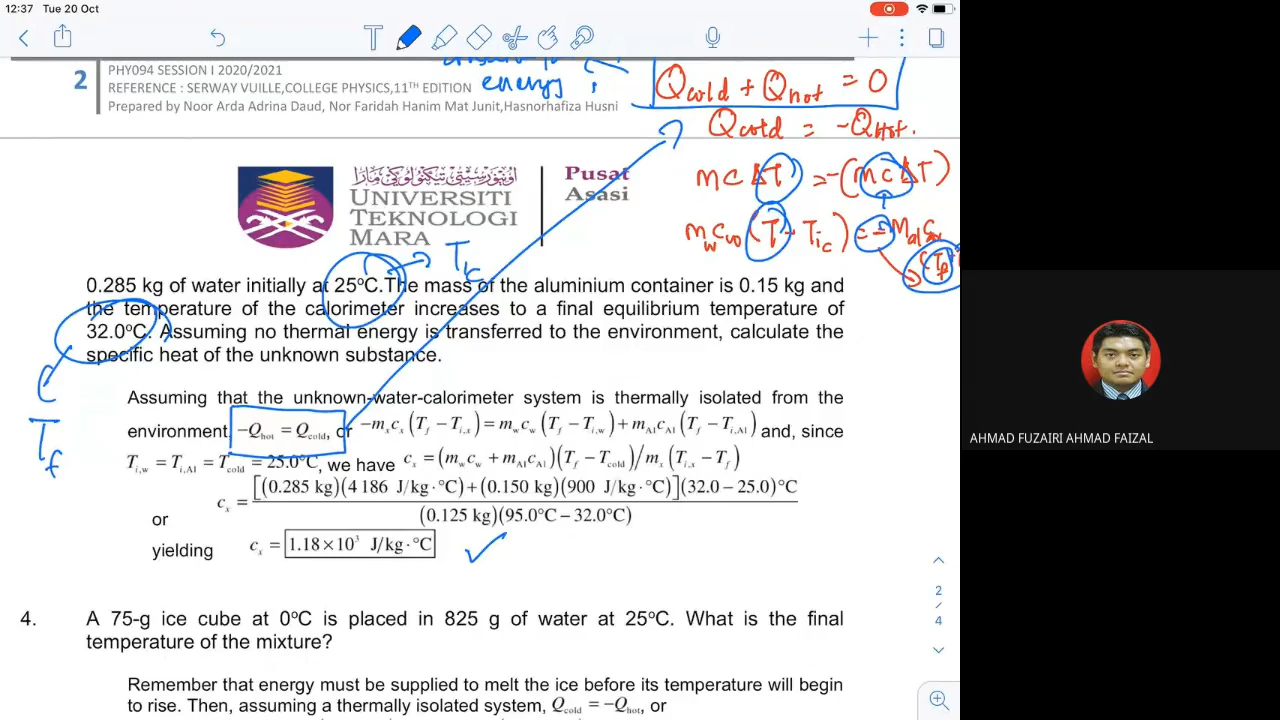 12:37 Tue 20 Oct
2
PHY094 SESSION I 2020/2021
REFERENCE : SERWAY VUILLE,COLLEGE PHYSICS,11TH EDITION
Prepared by Noor Arda Adrina Daud, Nor Faridah Hanim Mat Junit,Hasnorhafiza Husni
energy
Qcold + Qhot = 0
Qcold = -QHot.
mcΔT = -(mcΔT)
mwcw(T - Tic) = -Malcal
(Tf
UNIVERSITI
TEKNOLOGI
MARA
Pusat
Asasi
Tic
0.285 kg of water initially at 25°C.The mass of the aluminium container is 0.15 kg and
the temperature of the calorimeter increases to a final equilibrium temperature of
32.0°C. Assuming no thermal energy is transferred to the environment, calculate the
specific heat of the unknown substance.
Tf
Assuming that the unknown-water-calorimeter system is thermally isolated from the
environment, -Qhot = Qcold, or -mxcx(Tf - Ti,x) = mwcw(Tf - Ti,w) + mAlcAl(Tf - Ti,Al) and, since
Ti,w = Ti,Al = Tcold = 25.0°C, we have cx = (mwcw + mAlcAl)(Tf - Tcold)/mx(Ti,x - Tf)
or cx = [(0.285 kg)(4 186 J/kg·°C)+(0.150 kg)(900 J/kg·°C)](32.0 – 25.0)°C
(0.125 kg)(95.0°C – 32.0°C)
yielding cx = 1.18×10³ J/kg·°C
4. A 75-g ice cube at 0°C is placed in 825 g of water at 25°C. What is the final
temperature of the mixture?
Remember that energy must be supplied to melt the ice before its temperature will begin
to rise. Then, assuming a thermally isolated system, Qcold = -Qhot, or
2
/
4
AHMAD FUZAIRI AHMAD FAIZAL